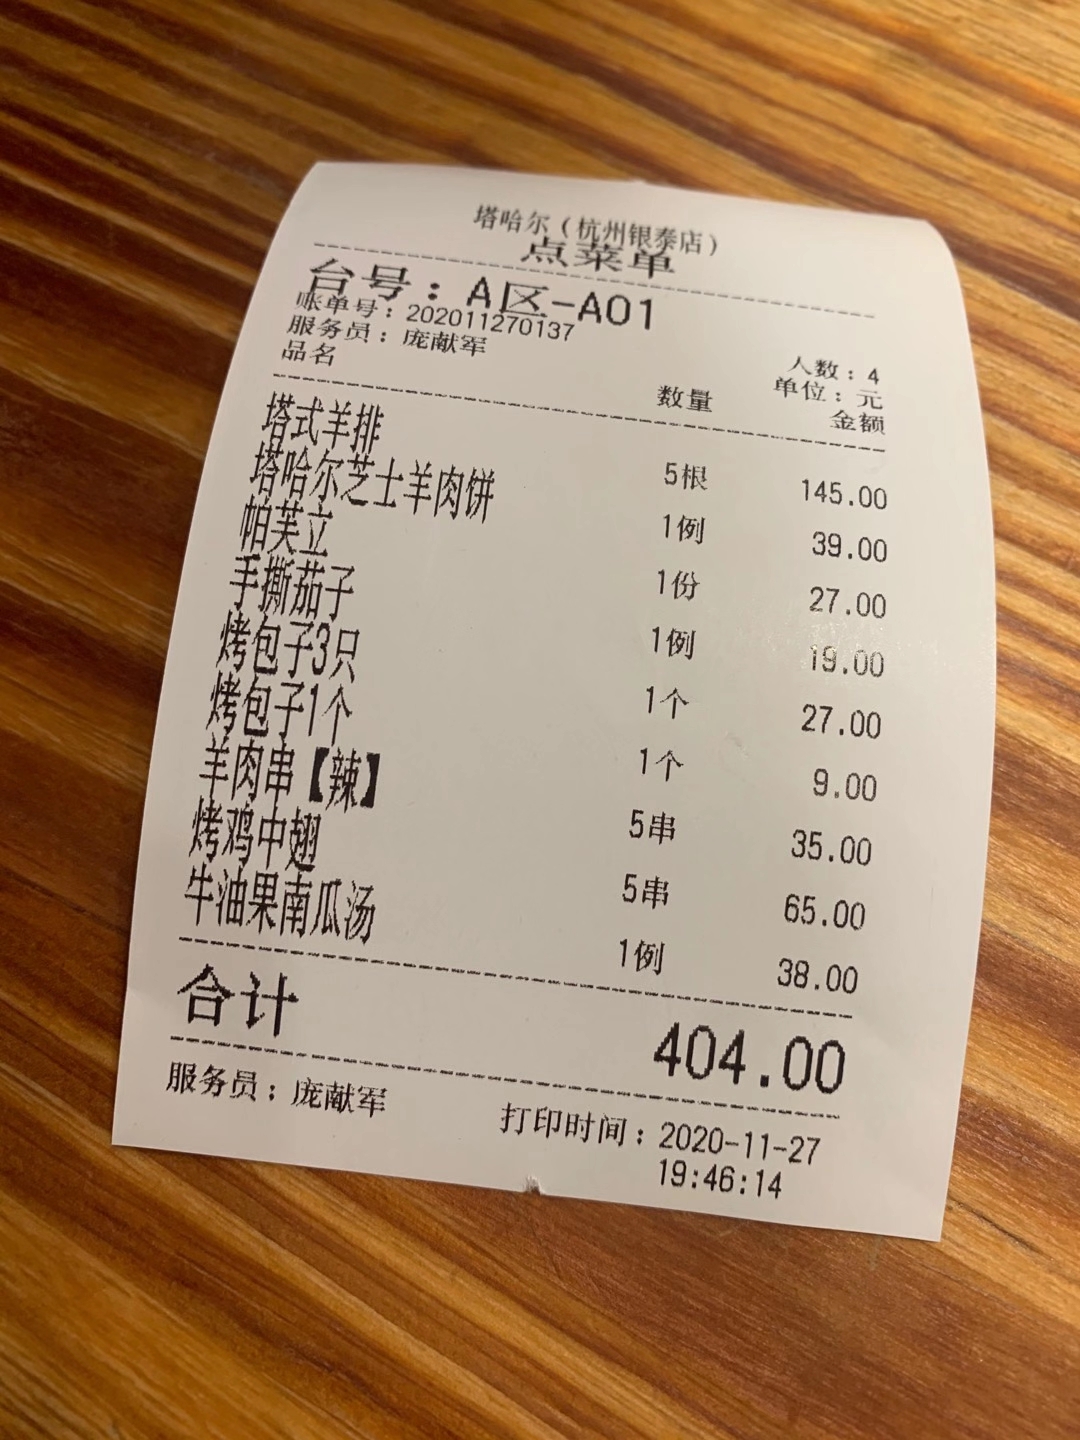 塔哈尔（杭州银泰店）
点菜单
台号：A区-A01
账单号：202011270137
人数：4
服务员：庞献军
单位：元
品名 数量 金额
塔式羊排 5根 145.00
塔哈尔芝士羊肉饼 1例 39.00
帕芙立 1份 27.00
手撕茄子 1例 19.00
烤包子3只 1个 27.00
烤包子1个 1个 9.00
羊肉串【辣】 5串 35.00
烤鸡中翅 5串 65.00
牛油果南瓜汤 1例 38.00
合计 404.00
服务员：庞献军
打印时间：2020-11-27
19:46:14